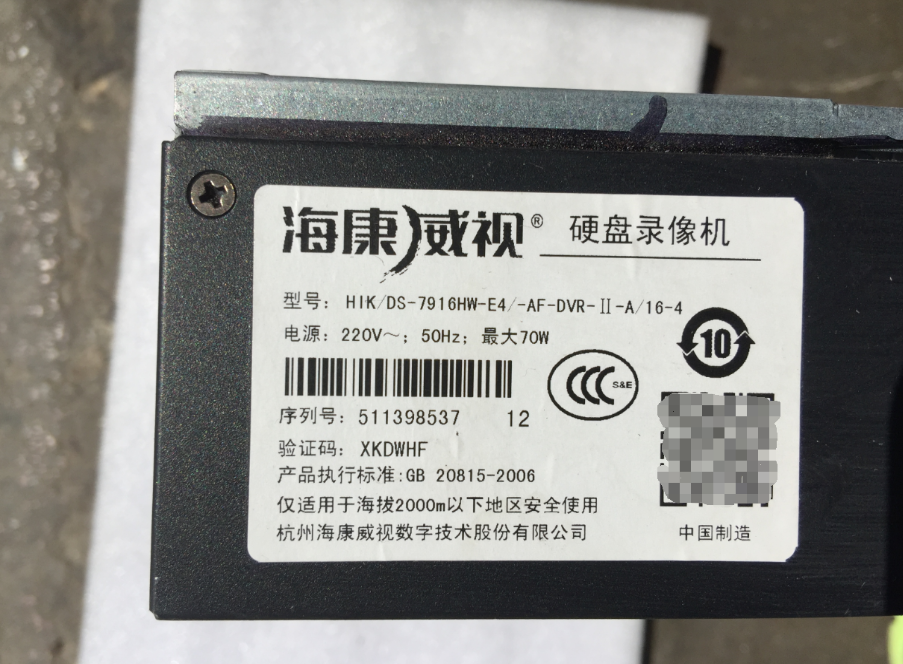 海康威视® 硬盘录像机
型号: HIK/DS-7916HW-E4/-AF-DVR-II-A/16-4
电源: 220V～; 50Hz; 最大70W
10
CCC S&E
序列号: 511398537 12
验证码: XKDWHF
产品执行标准:GB 20815-2006
仅适用于海拔2000m以下地区安全使用
杭州海康威视数字技术股份有限公司
中国制造